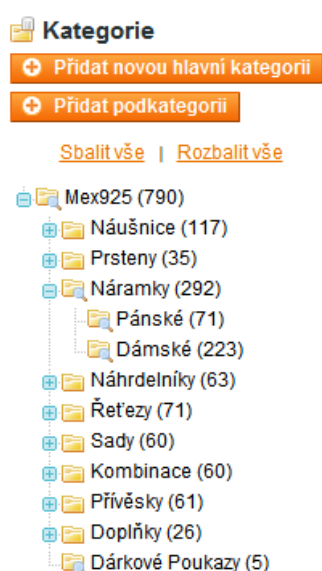 Kategorie
Přidat novou hlavní kategorii
Přidat podkategorii
Sbalit vše | Rozbalit vše
Mex925 (790)
Náušnice (117)
Prsteny (35)
Náramky (292)
Pánské (71)
Dámské (223)
Náhrdelníky (63)
Řeťezy (71)
Sady (60)
Kombinace (60)
Přívěsky (61)
Doplňky (26)
Dárkové Poukazy (5)